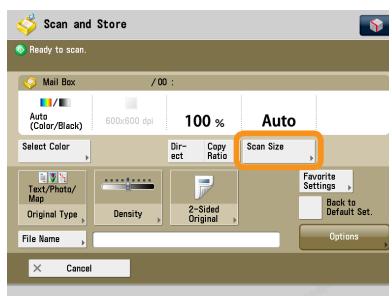 Scan and Store
Ready to scan.
Mail Box /00 :
Auto
(Color/Black)
600x600 dpi
100 %
Auto
Select Color
Dir-
ect
Copy
Ratio
Scan Size
Text/Photo/
Map
Original Type
Density
2-Sided
Original
Favorite
Settings
Back to
Default Set.
File Name
Options
× Cancel